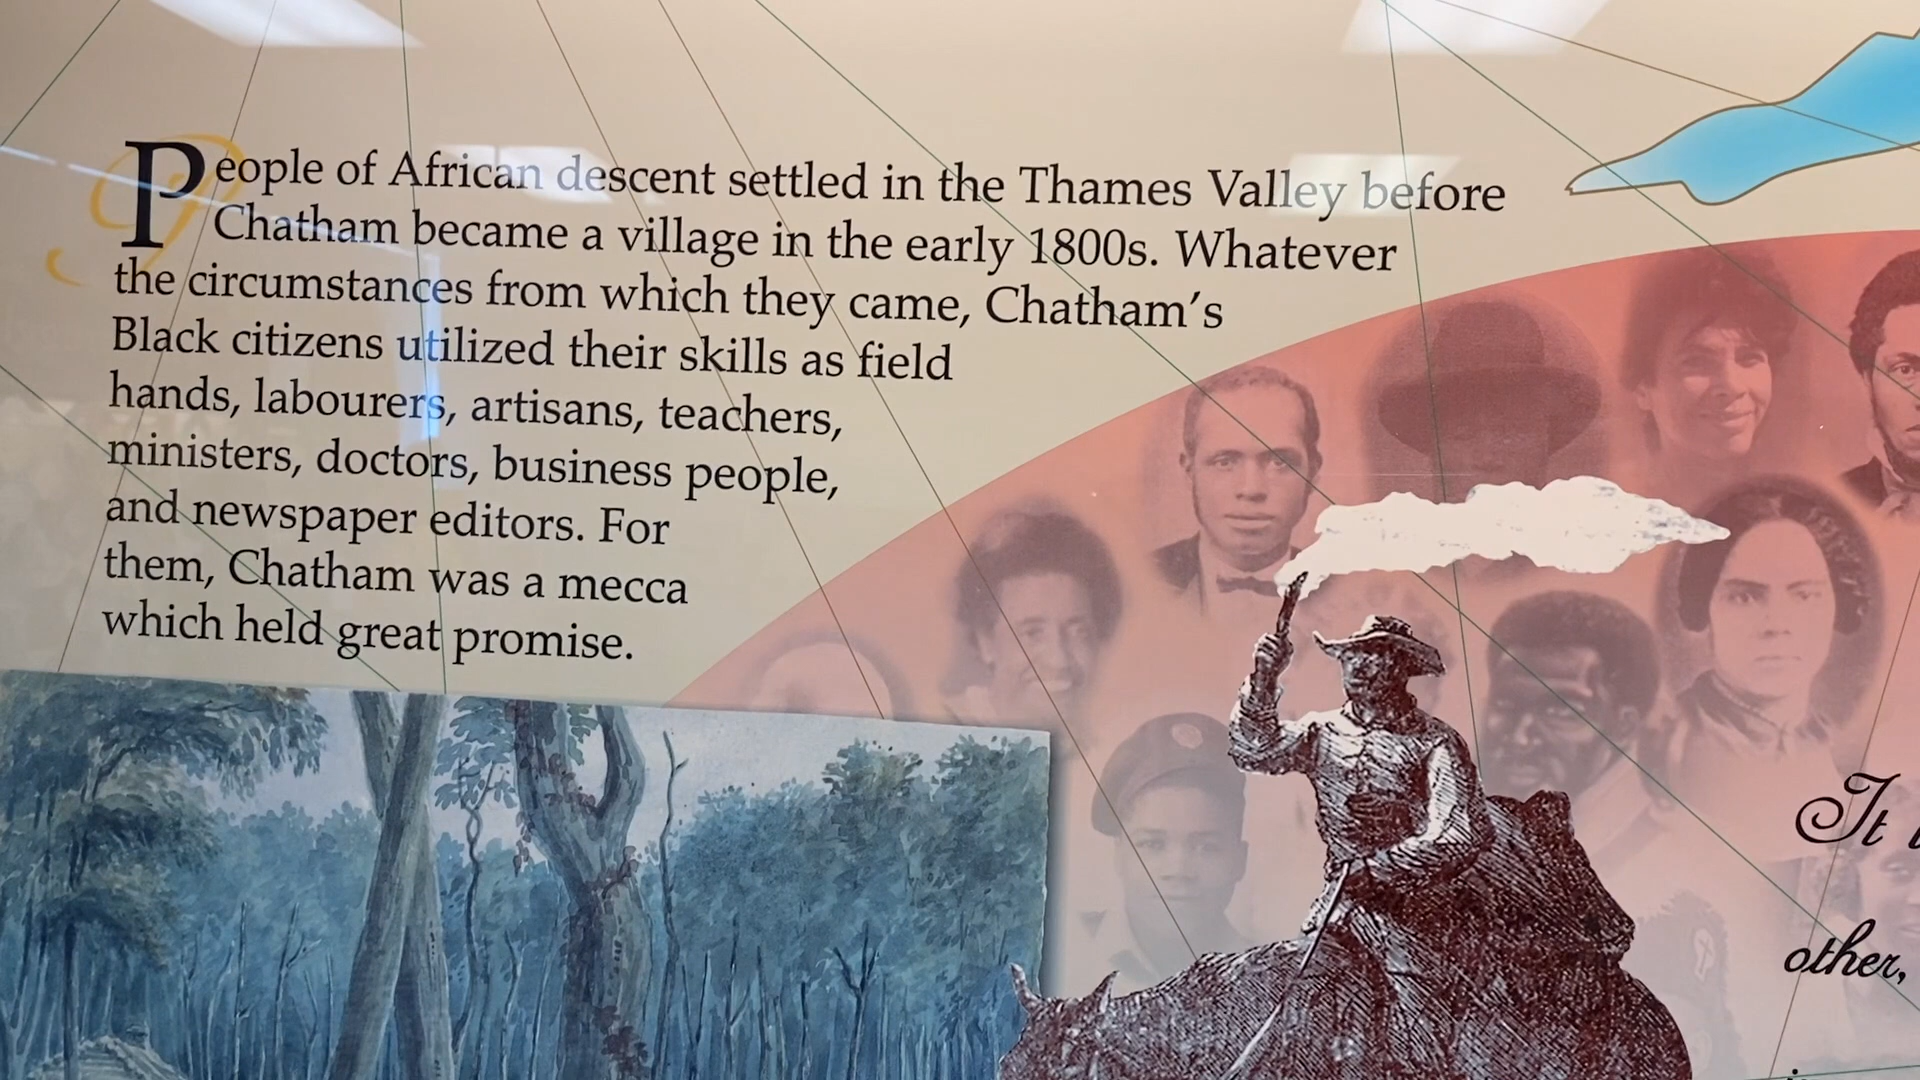 People of African descent settled in the Thames Valley before
Chatham became a village in the early 1800s. Whatever
the circumstances from which they came, Chatham's
Black citizens utilized their skills as field
hands, labourers, artisans, teachers,
ministers, doctors, business people,
and newspaper editors. For
them, Chatham was a mecca
which held great promise.
It
other,